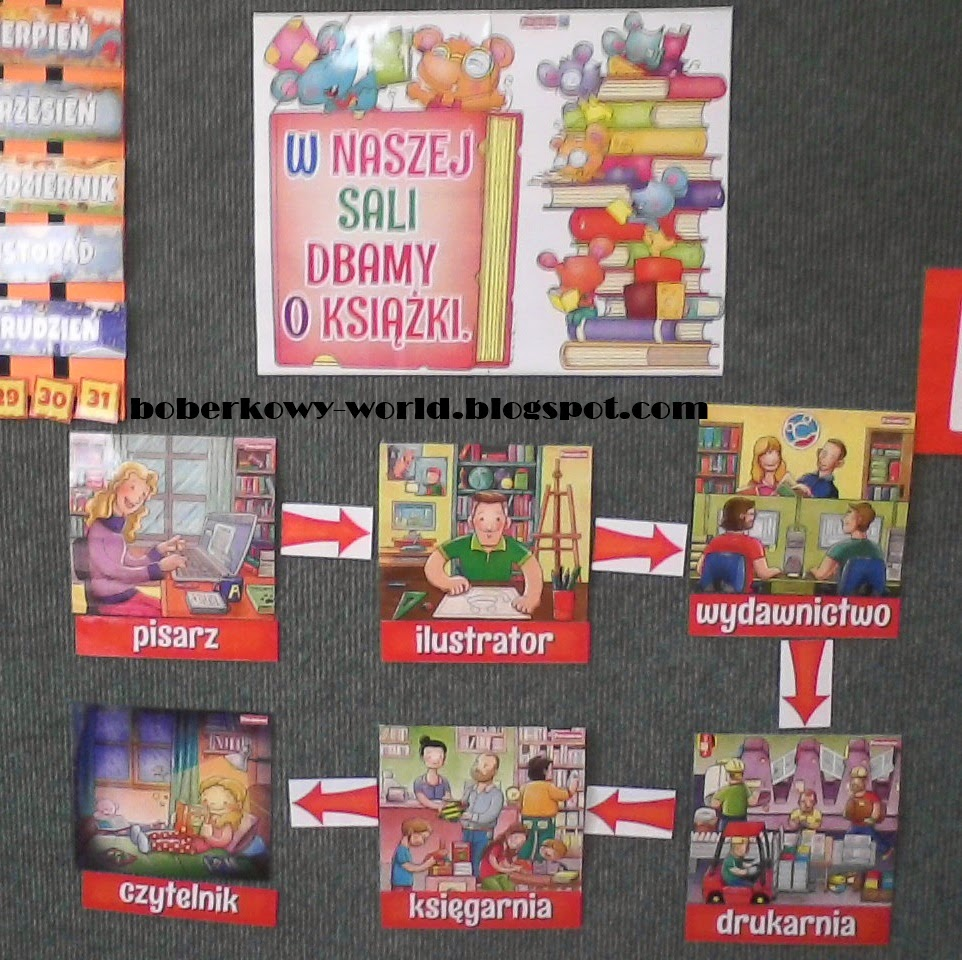 ERPIEŃ
RZESIEŃ
ŹDZIERNIK
ISTOPAD
RUDZIEŃ
29 30 31
W NASZEJ
SALI
DBAMY
O KSIĄŻKI.
boberkowy-world.blogspot.com
pisarz
ilustrator
wydawnictwo
czytelnik
księgarnia
drukarnia